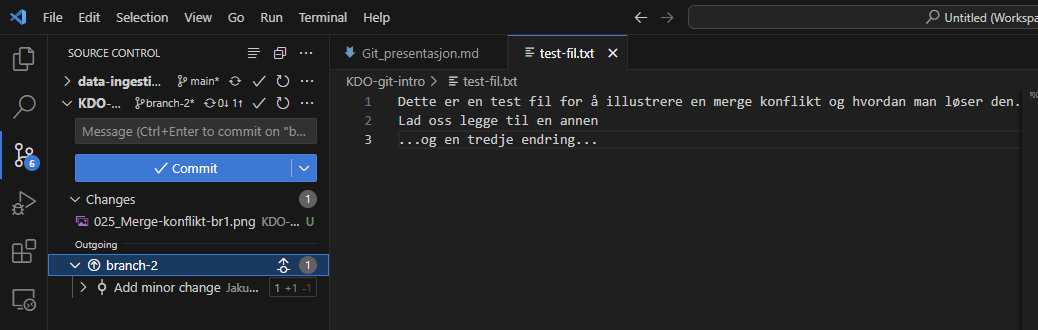 File Edit Selection View Go Run Terminal Help
Untitled (Workspa
SOURCE CONTROL
Git_presentasjon.md
test-fil.txt
data-ingesti... main*
KDO-... branch-2* 0↓ 1↑
Message (Ctrl+Enter to commit on "b...
Commit
Changes 1
025_Merge-konflikt-br1.png KDO-... U
Outgoing
branch-2 1
Add minor change Jaku... 1 +1 -1
6
KDO-git-intro > test-fil.txt
1 Dette er en test fil for å illustrere en merge konflikt og hvordan man løser den.
2 Lad oss legge til en annen
3 ...og en tredje endring...